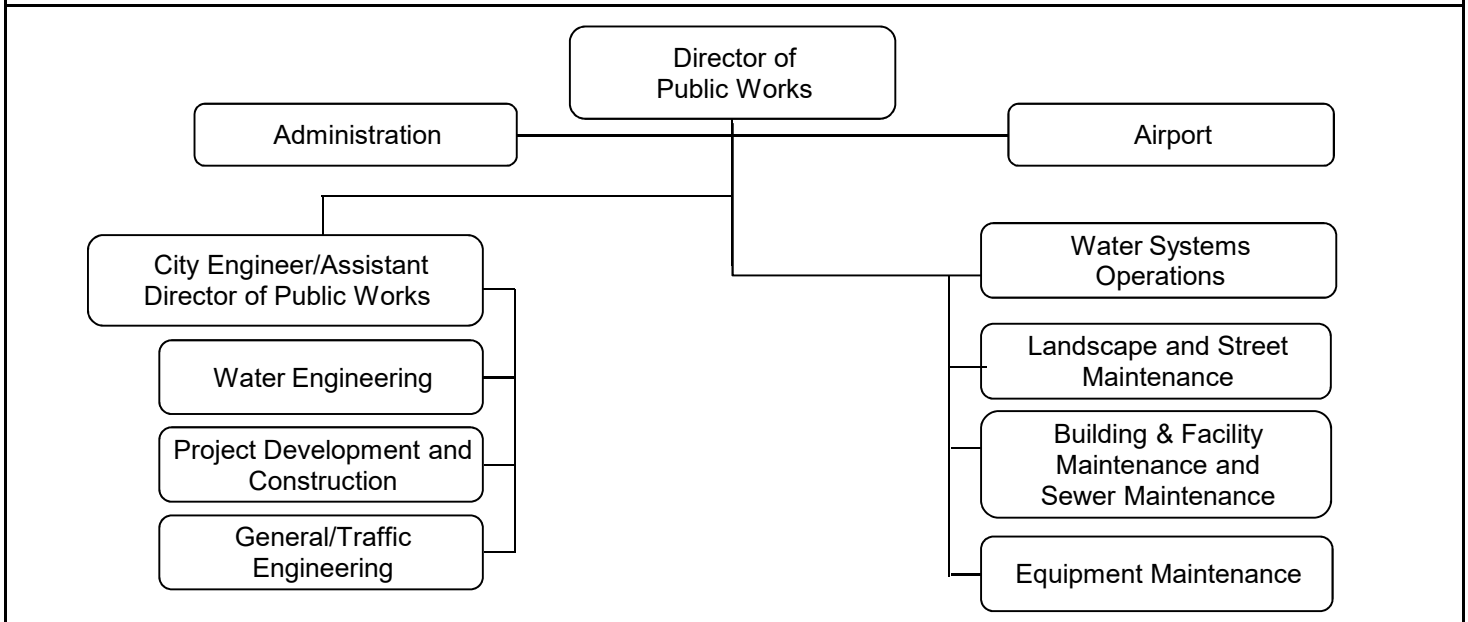 Director of
Public Works
Administration
Airport
City Engineer/Assistant
Director of Public Works
Water Engineering
Project Development and
Construction
General/Traffic
Engineering
Water Systems
Operations
Landscape and Street
Maintenance
Building & Facility
Maintenance and
Sewer Maintenance
Equipment Maintenance